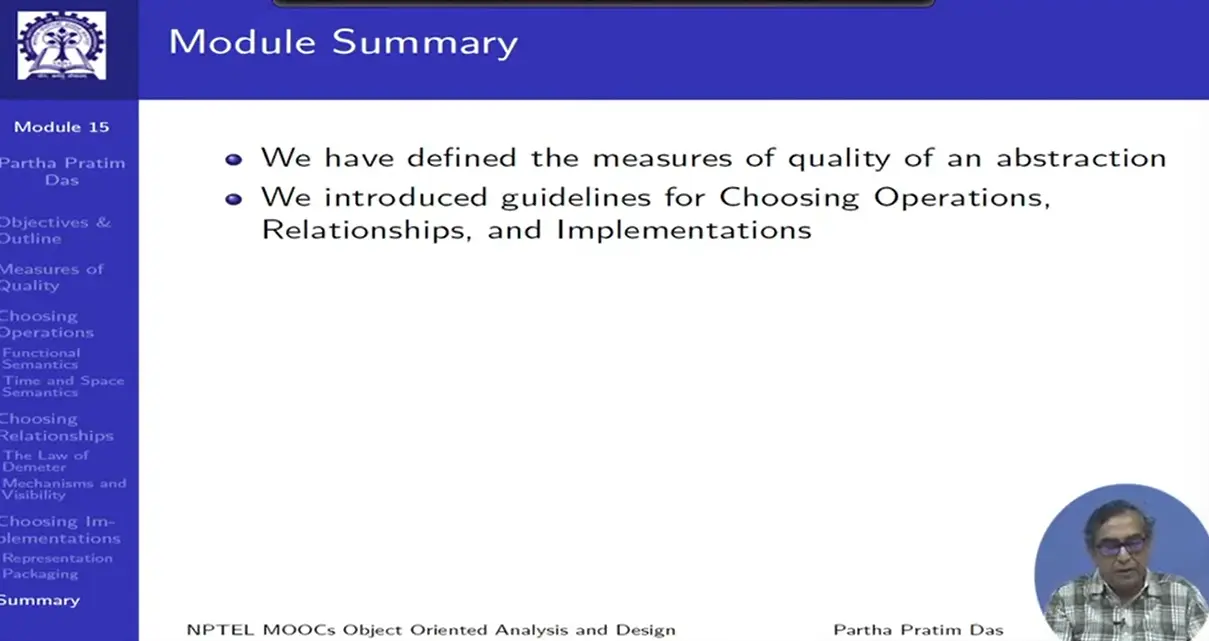 Module Summary
Module 15
Partha Pratim
Das
Objectives &
Outline
Measures of
Quality
Choosing
Operations
Functional
Semantics
Time and Space
Semantics
Choosing
Relationships
The Law of
Demeter
Mechanisms and
Visibility
Choosing Im-
plementations
Representation
Packaging
Summary
We have defined the measures of quality of an abstraction
We introduced guidelines for Choosing Operations,
Relationships, and Implementations
NPTEL MOOCs Object Oriented Analysis and Design
Partha Pratim Das